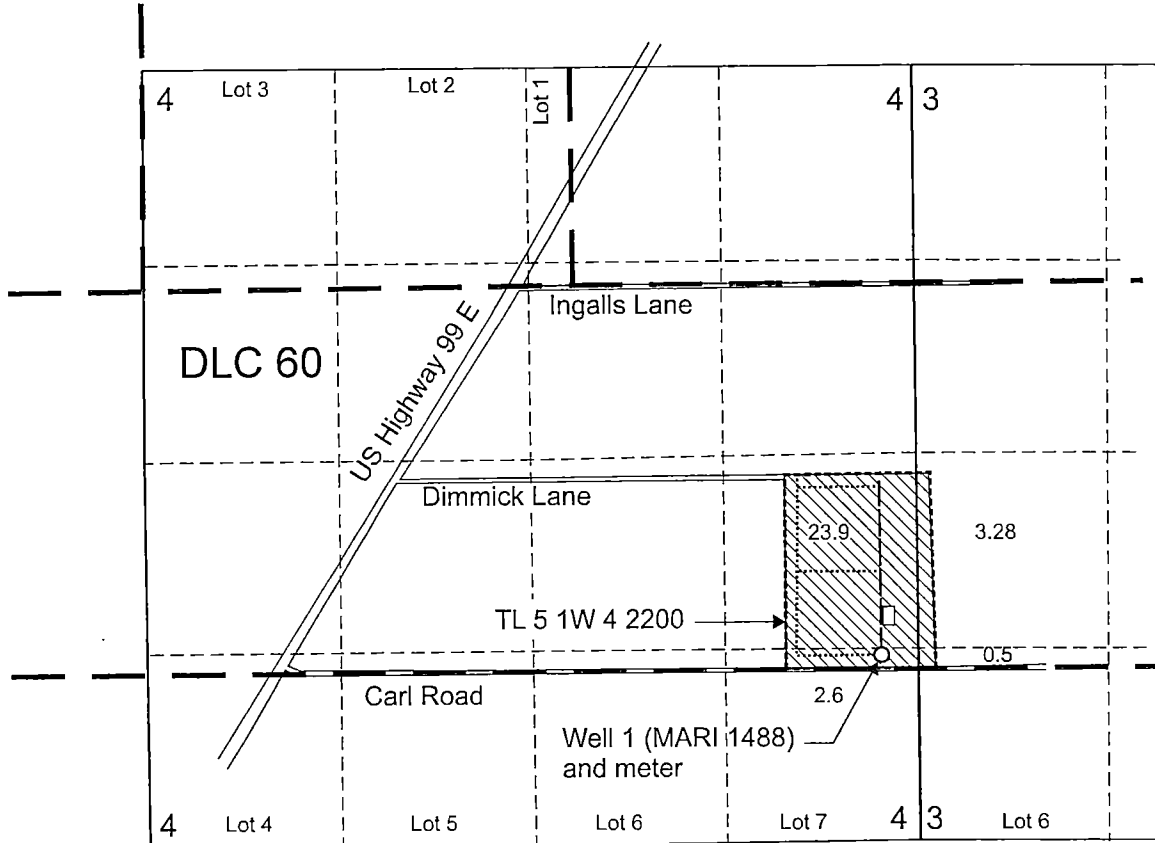 4 Lot 3 Lot 2 Lot 1 4 3
Ingalls Lane
DLC 60
US Highway 99 E
Dimmick Lane
23.9 3.28
TL 5 1W 4 2200
0.5
Carl Road 2.6
Well 1 (MARI 1488)
and meter
4 Lot 4 Lot 5 Lot 6 Lot 7 4 3 Lot 6